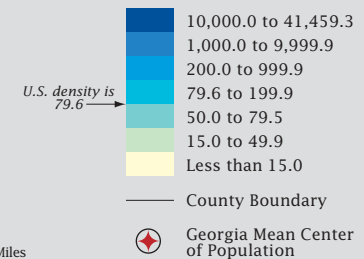 10,000.0 to 41,459.3
1,000.0 to 9,999.9
200.0 to 999.9
U.S. density is
79.6
79.6 to 199.9
50.0 to 79.5
15.0 to 49.9
Less than 15.0
County Boundary
Georgia Mean Center
of Population
Miles